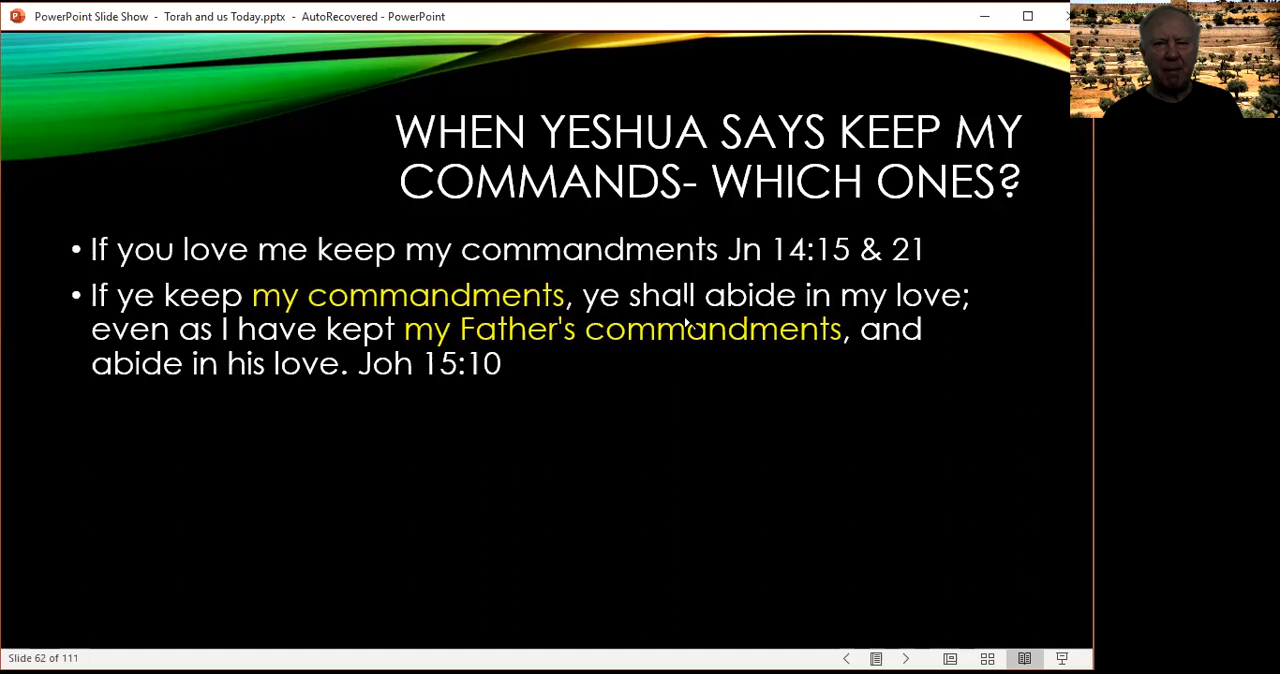 PowerPoint Slide Show - Torah and us Today.pptx - AutoRecovered - PowerPoint
WHEN YESHUA SAYS KEEP MY
COMMANDS- WHICH ONES?
• If you love me keep my commandments Jn 14:15 & 21
• If ye keep my commandments, ye shall abide in my love;
even as I have kept my Father's commandments, and
abide in his love. Joh 15:10
Slide 62 of 111